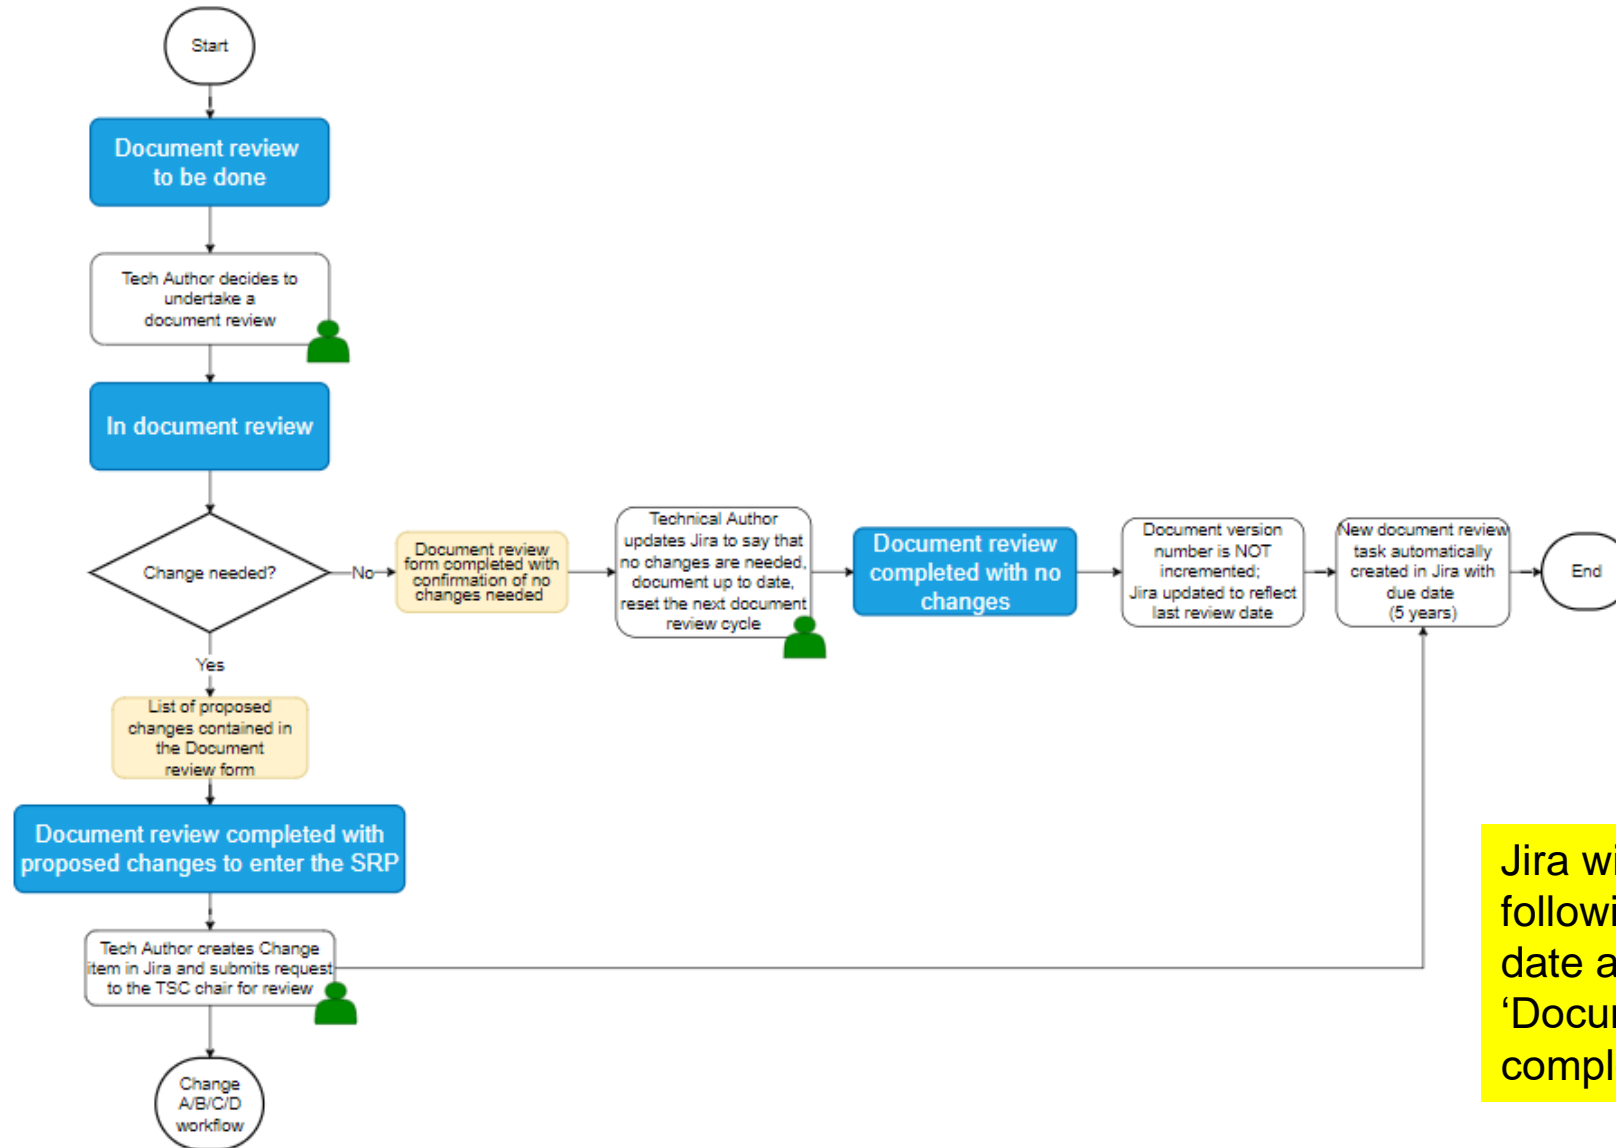 Start
Document review
to be done
Tech Author decides to
undertake a
document review
In document review
Change needed?
No
Document review
form completed with
confirmation of no
changes needed
Technical Author
updates Jira to say that
no changes are needed,
document up to date,
reset the next document
review cycle
Document review
completed with no
changes
Document version
number is NOT
incremented;
Jira updated to reflect
last review date
New document review
task automatically
created in Jira with
due date
(5 years)
End
Yes
List of proposed
changes contained in
the Document
review form
Document review completed with
proposed changes to enter the SRP
Tech Author creates Change
item in Jira and submits request
to the TSC chair for review
Change
A/B/C/D
workflow
Jira
date